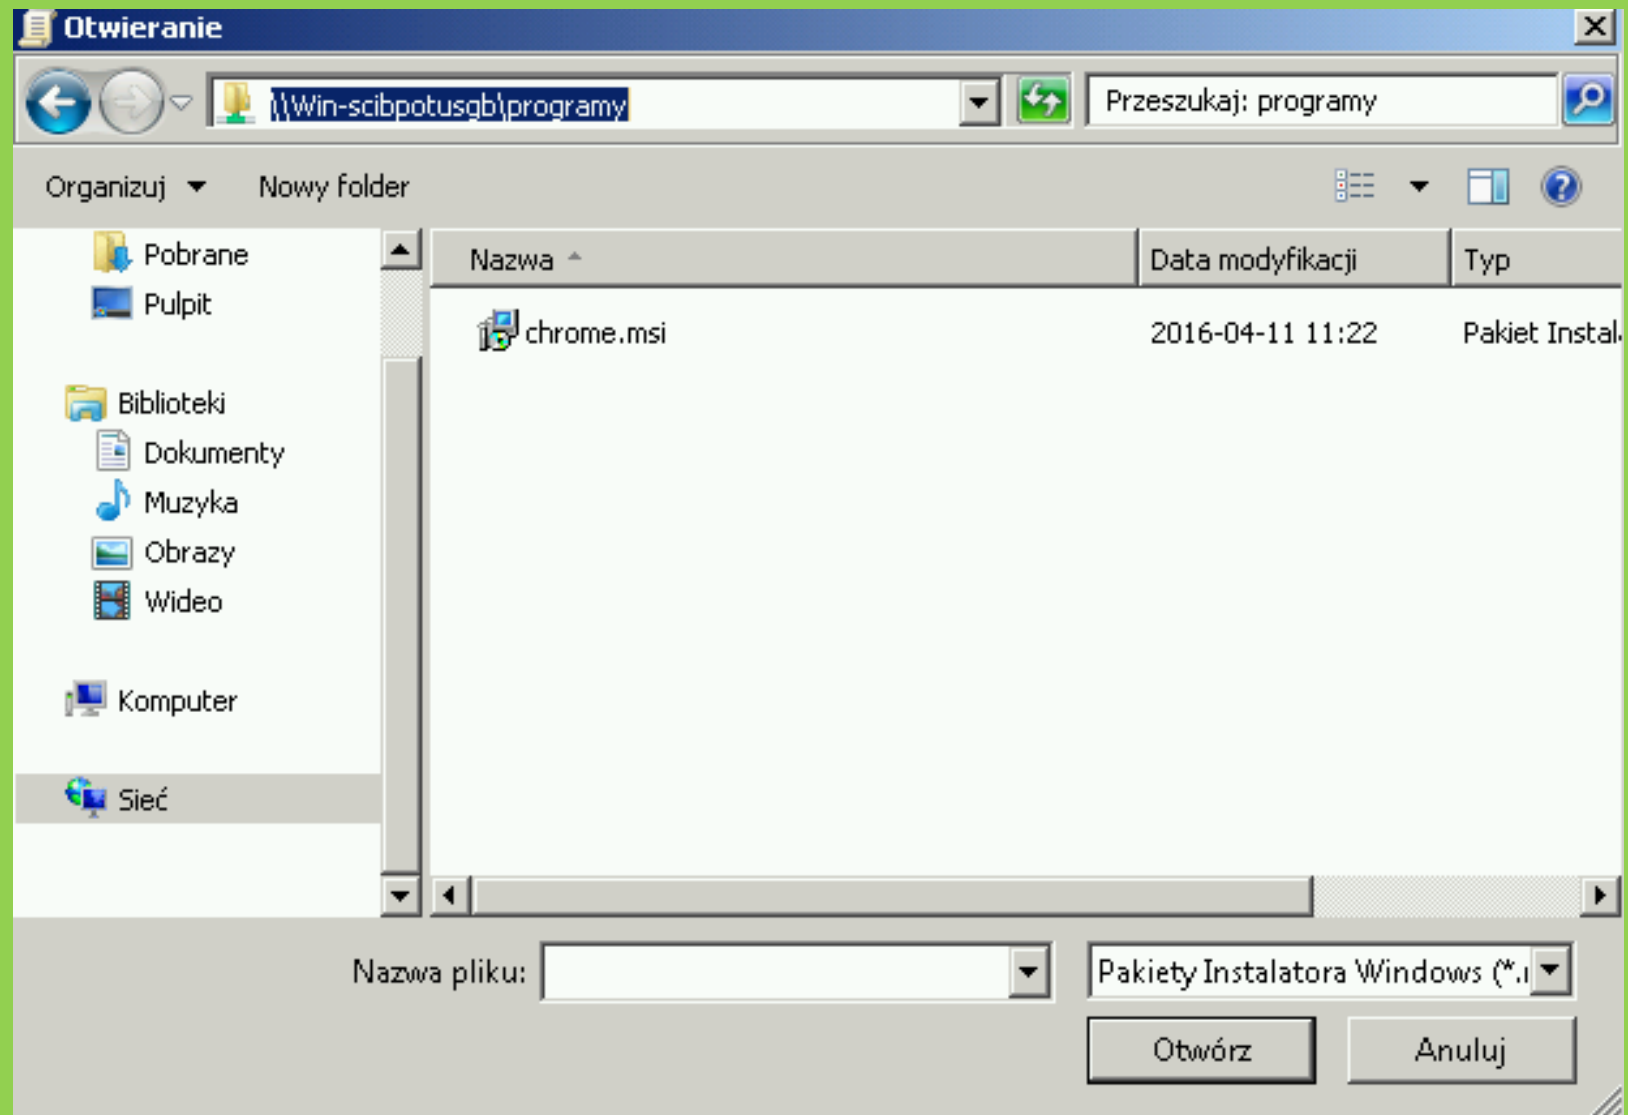 Otwieranie
\\Win-scibpotusgb\programy
Przeszukaj: programy
Organizuj
Nowy folder
Pobrane
Pulpit
Biblioteki
Dokumenty
Muzyka
Obrazy
Wideo
Komputer
Sieć
Nazwa
Data modyfikacji
Typ
chrome.msi
2016-04-11 11:22
Pakiet Instal
Nazwa pliku:
Pakiety Instalatora Windows (*.
Otwórz
Anuluj